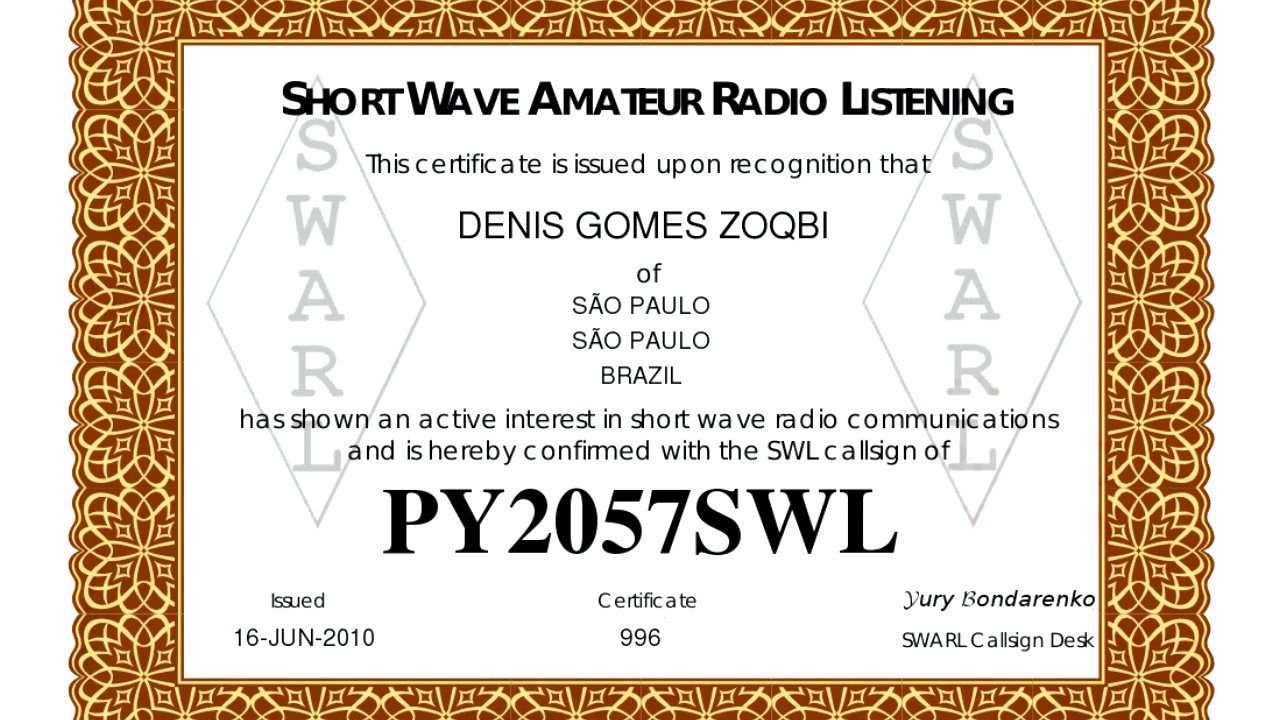 SHORT WAVE AMATEUR RADIO LISTENING
This certificate is issued upon recognition that
DENIS GOMES ZOQBI
of
SÃO PAULO
SÃO PAULO
BRAZIL
has shown an active interest in short wave radio communications
and is hereby confirmed with the SWL callsign of
PY2057SWL
Issued
16-JUN-2010
Certificate
996
Yury Bondarenko
SWARL Callsign Desk
S
W
A
R
L
S
W
A
R
L